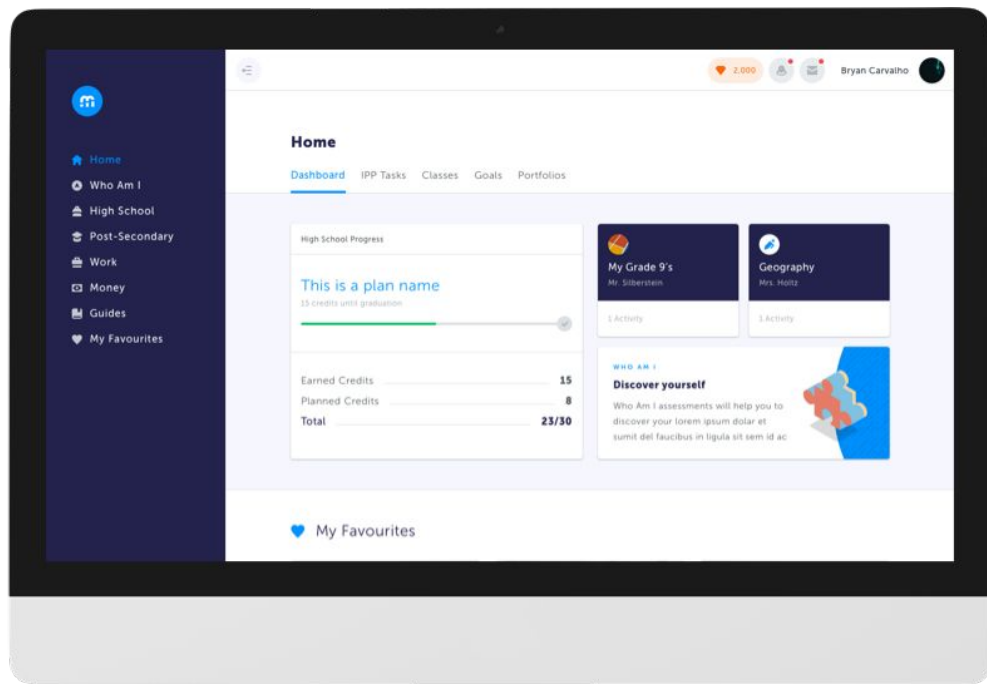 m
2.000
Bryan Carvalho
Home
Who Am I
High School
Post-Secondary
Work
Money
Guides
My Favourites
Home
Dashboard IPP Tasks Classes Goals Portfolios
High School Progress
This is a plan name
15 credits until graduation
Earned Credits 15
Planned Credits 8
Total 23/30
My Grade 9's
Mr. Silberstein
1 Activity
Geography
Mrs. Holtz
1 Activity
WHO AM I
Discover yourself
Who Am I assessments will help you to
discover your lorem ipsum dolar et
sumit del faucibus in ligula sit sem id ac
My Favourites